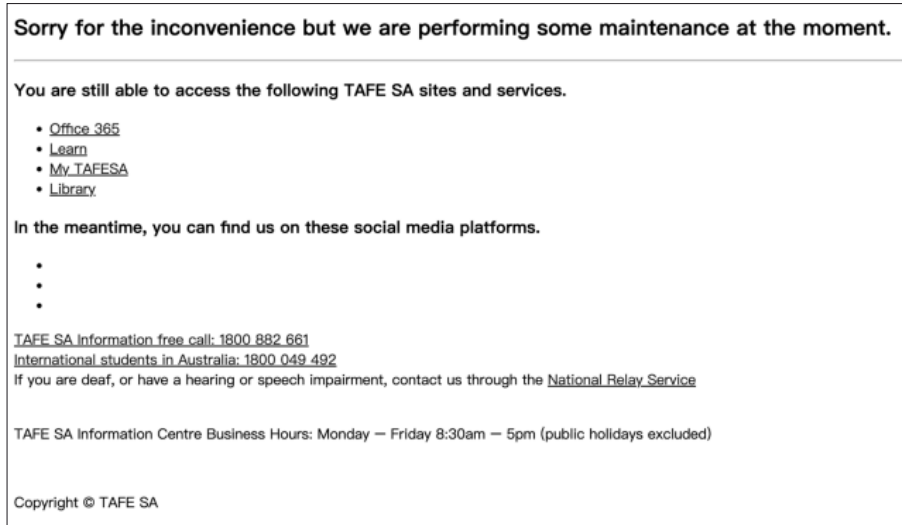 Sorry for the inconvenience but we are performing some maintenance at the moment.
You are still able to access the following TAFE SA sites and services.
• Office 365
• Learn
• My TAFESA
• Library
In the meantime, you can find us on these social media platforms.
•
•
•
TAFE SA Information free call: 1800 882 661
International students in Australia: 1800 049 492
If you are deaf, or have a hearing or speech impairment, contact us through the National Relay Service
TAFE SA Information Centre Business Hours: Monday — Friday 8:30am — 5pm (public holidays excluded)
Copyright © TAFE SA